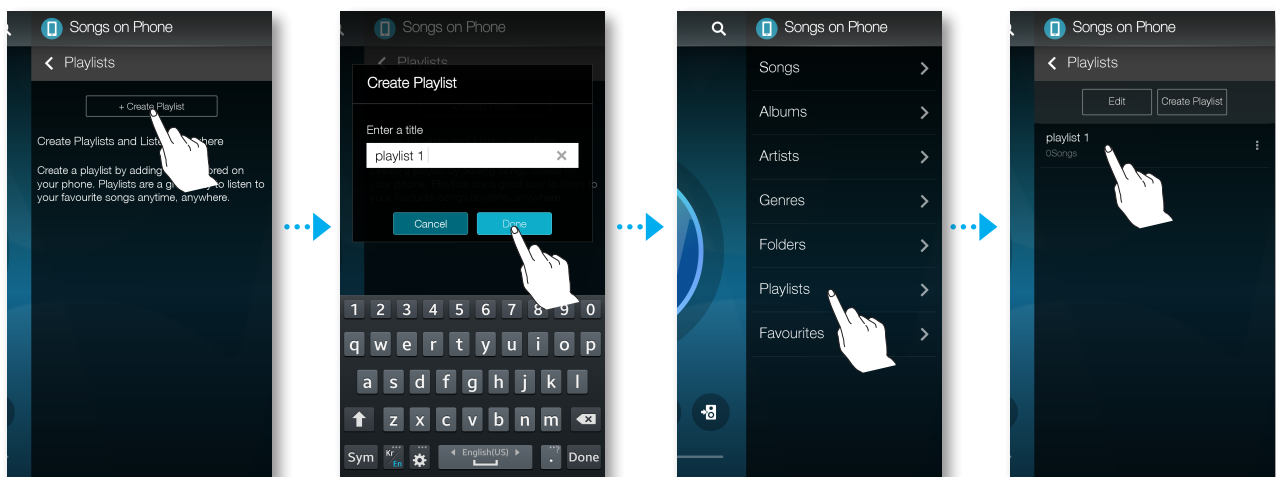 Songs on Phone
Playlists
+ Create Playlist
Create Playlists and Liste here
Create a playlist by adding ored on
your phone. Playlists are a g y to listen to
your favourite songs anytime, anywhere.
Songs on Phone
Playlists
Create Playlist
Enter a title
playlist 1
Cancel
Done
1 2 3 4 5 6 7 8 9 0
q w e r t y u i o p
a s d f g h j k l
z x c v b n m
Sym Kr En English(US) . Done
Songs on Phone
Songs
Albums
Artists
Genres
Folders
Playlists
Favourites
Songs on Phone
Playlists
Edit
Create Playlist
playlist 1
0Songs